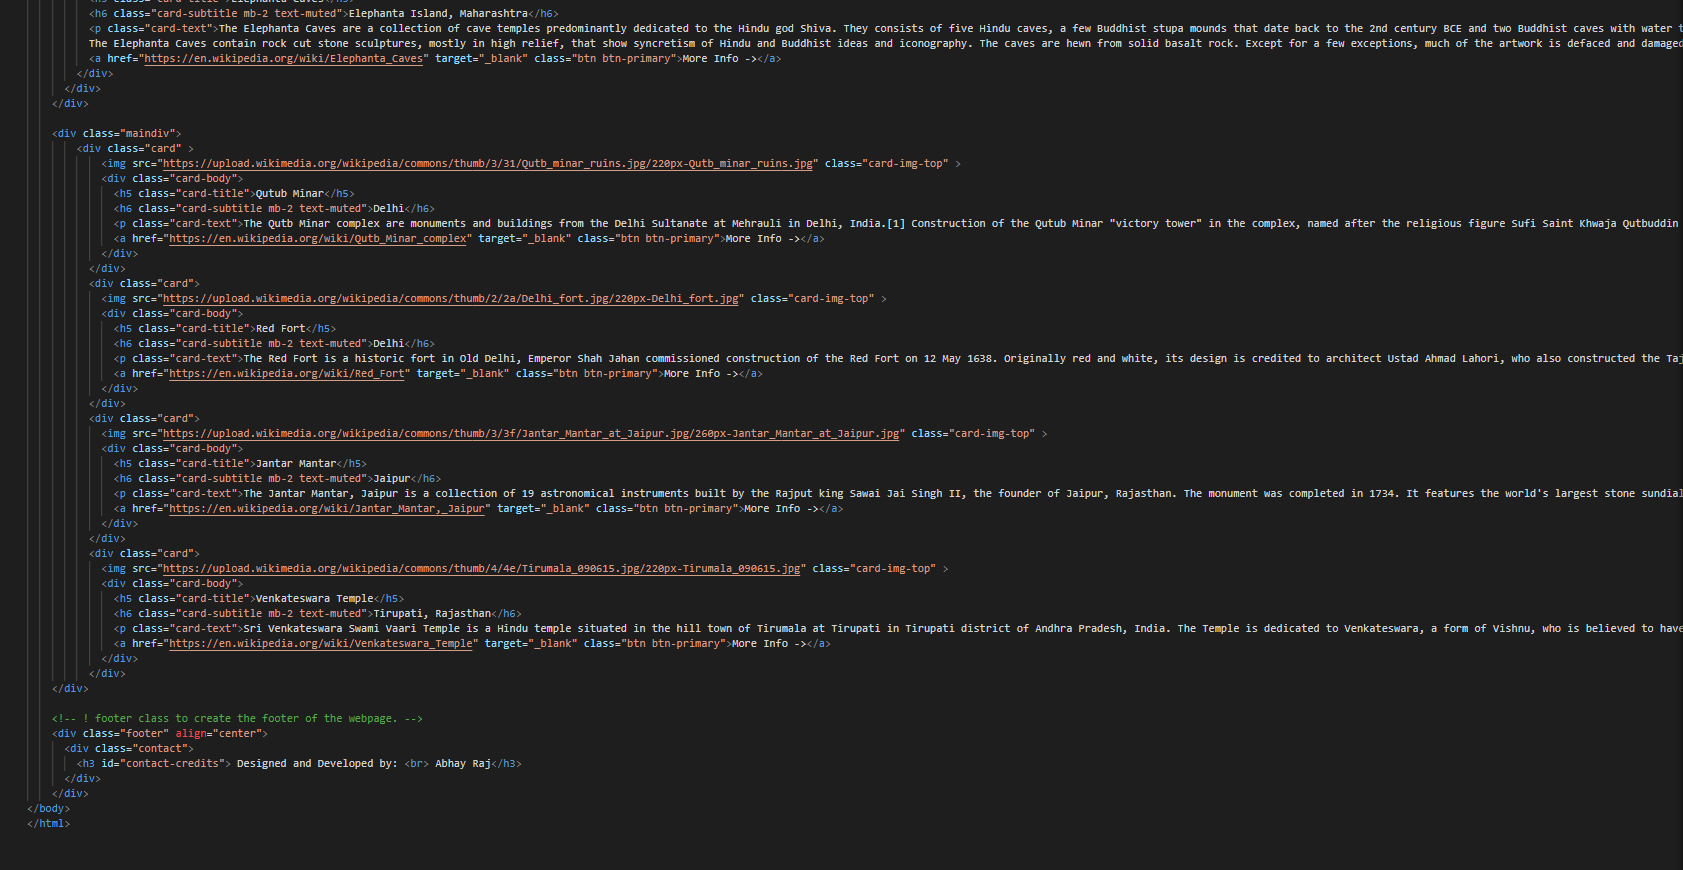 <h5 class="card-title">Elephanta Caves</h5>
<h6 class="card-subtitle mb-2 text-muted">Elephanta Island, Maharashtra</h6>
<p class="card-text">The Elephanta Caves are a collection of cave temples predominantly dedicated to the Hindu god Shiva. They consists of five Hindu caves, a few Buddhist stupa mounds that date back to the 2nd century BCE and two Buddhist caves with water
The Elephanta Caves contain rock cut stone sculptures, mostly in high relief, that show syncretism of Hindu and Buddhist ideas and iconography. The caves are hewn from solid basalt rock. Except for a few exceptions, much of the artwork is defaced and damaged
<a href="https://en.wikipedia.org/wiki/Elephanta_Caves" target="_blank" class="btn btn-primary">More Info -></a>
</div>
</div>
</div>
<div class="maindiv">
<div class="card" >
<img src="https://upload.wikimedia.org/wikipedia/commons/thumb/3/31/Qutb_minar_ruins.jpg/220px-Qutb_minar_ruins.jpg" class="card-img-top" >
<div class="card-body">
<h5 class="card-title">Qutub Minar</h5>
<h6 class="card-subtitle mb-2 text-muted">Delhi</h6>
<p class="card-text">The Qutb Minar complex are monuments and buildings from the Delhi Sultanate at Mehrauli in Delhi, India.[1] Construction of the Qutub Minar "victory tower" in the complex, named after the religious figure Sufi Saint Khwaja Qutbuddin
<a href="https://en.wikipedia.org/wiki/Qutb_Minar_complex" target="_blank" class="btn btn-primary">More Info -></a>
</div>
</div>
<div class="card">
<img src="https://upload.wikimedia.org/wikipedia/commons/thumb/2/2a/Delhi_fort.jpg/220px-Delhi_fort.jpg" class="card-img-top" >
<div class="card-body">
<h5 class="card-title">Red Fort</h5>
<h6 class="card-subtitle mb-2 text-muted">Delhi</h6>
<p class="card-text">The Red Fort is a historic fort in Old Delhi, Emperor Shah Jahan commissioned construction of the Red Fort on 12 May 1638. Originally red and white, its design is credited to architect Ustad Ahmad Lahori, who also constructed the Taj
<a href="https://en.wikipedia.org/wiki/Red_Fort" target="_blank" class="btn btn-primary">More Info -></a>
</div>
</div>
<div class="card">
<img src="https://upload.wikimedia.org/wikipedia/commons/thumb/3/3f/Jantar_Mantar_at_Jaipur.jpg/260px-Jantar_Mantar_at_Jaipur.jpg" class="card-img-top" >
<div class="card-body">
<h5 class="card-title">Jantar Mantar</h5>
<h6 class="card-subtitle mb-2 text-muted">Jaipur</h6>
<p class="card-text">The Jantar Mantar, Jaipur is a collection of 19 astronomical instruments built by the Rajput king Sawai Jai Singh II, the founder of Jaipur, Rajasthan. The monument was completed in 1734. It features the world's largest stone sundial
<a href="https://en.wikipedia.org/wiki/Jantar_Mantar,_Jaipur" target="_blank" class="btn btn-primary">More Info -></a>
</div>
</div>
<div class="card">
<img src="https://upload.wikimedia.org/wikipedia/commons/thumb/4/4e/Tirumala_090615.jpg/220px-Tirumala_090615.jpg" class="card-img-top" >
<div class="card-body">
<h5 class="card-title">Venkateswara Temple</h5>
<h6 class="card-subtitle mb-2 text-muted">Tirupati, Rajasthan</h6>
<p class="card-text">Sri Venkateswara Swami Vaari Temple is a Hindu temple situated in the hill town of Tirumala at Tirupati in Tirupati district of Andhra Pradesh, India. The Temple is dedicated to Venkateswara, a form of Vishnu, who is believed to have
<a href="https://en.wikipedia.org/wiki/Venkateswara_Temple" target="_blank" class="btn btn-primary">More Info -></a>
</div>
</div>
</div>
<!-- ! footer class to create the footer of the webpage. -->
<div class="footer" align="center">
<div class="contact">
<h3 id="contact-credits"> Designed and Developed by: <br> Abhay Raj</h3>
</div>
</div>
</body>
</html>